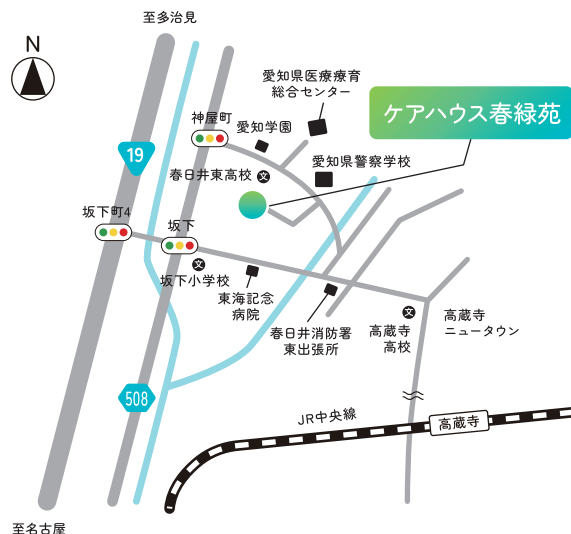 至多治見
N
愛知県医療療育
総合センター
神屋町
愛知学園
ケアハウス春緑苑
19
春日井東高校
文
愛知県警察学校
坂下町4
坂下
文
坂下小学校
東海記念
病院
春日井消防署
東出張所
文
高蔵寺
高校
高蔵寺
ニュータウン
508
JR中央線
高蔵寺
至名古屋